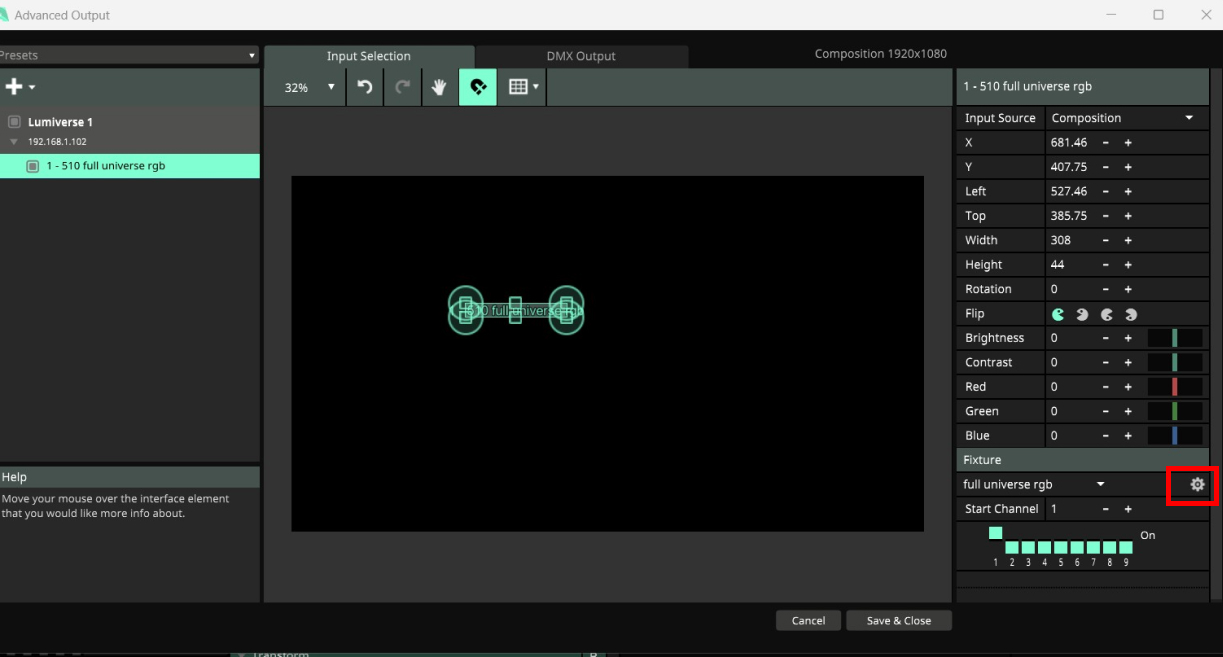 Advanced Output
Presets
Input Selection
DMX Output
Composition 1920x1080
32%
Lumiverse 1
192.168.1.102
1 - 510 full universe rgb
510 full universe rgb
Help
Move your mouse over the interface element
that you would like more info about.
1 - 510 full universe rgb
Input Source Composition
X 681.46 - +
Y 407.75 - +
Left 527.46 - +
Top 385.75 - +
Width 308 - +
Height 44 - +
Rotation 0 - +
Flip
Brightness 0 - +
Contrast 0 - +
Red 0 - +
Green 0 - +
Blue 0 - +
Fixture
full universe rgb
Start Channel 1 - +
On
1 2 3 4 5 6 7 8 9
Cancel
Save & Close
Transform